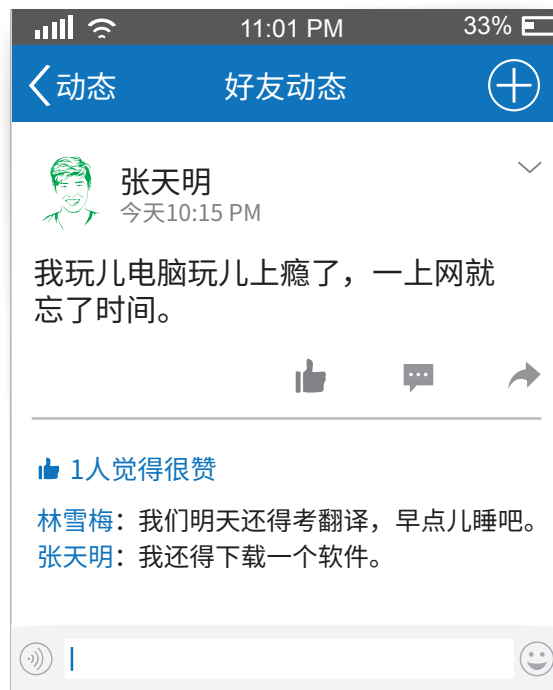 11:01 PM 33%
动态 好友动态
张天明
今天10:15 PM
我玩儿电脑玩儿上瘾了，一上网就
忘了时间。
1人觉得很赞
林雪梅：我们明天还得考翻译，早点儿睡吧。
张天明：我还得下载一个软件。